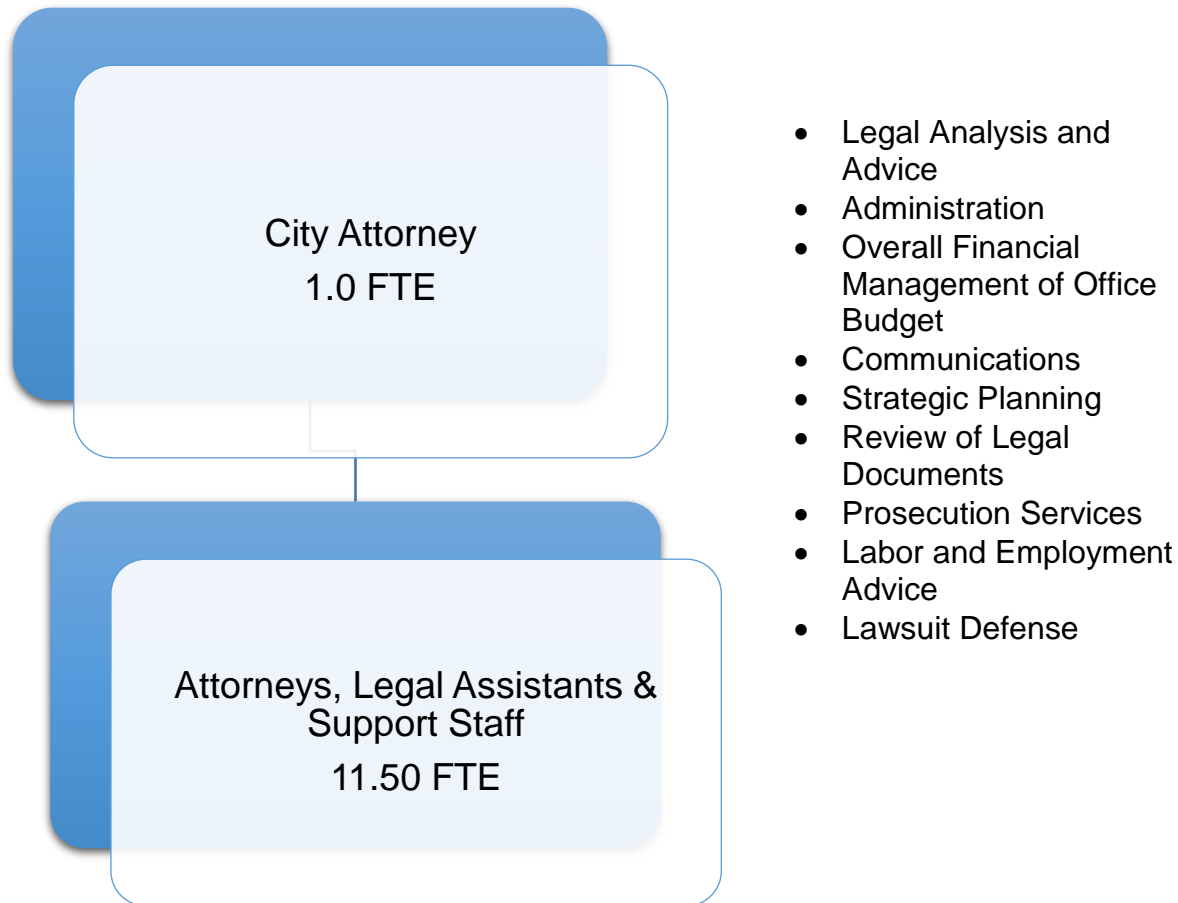 City Attorney
1.0 FTE
Attorneys, Legal Assistants &
Support Staff
11.50 FTE
• Legal Analysis and
Advice
• Administration
• Overall Financial
Management of Office
Budget
• Communications
• Strategic Planning
• Review of Legal
Documents
• Prosecution Services
• Labor and Employment
Advice
• Lawsuit Defense